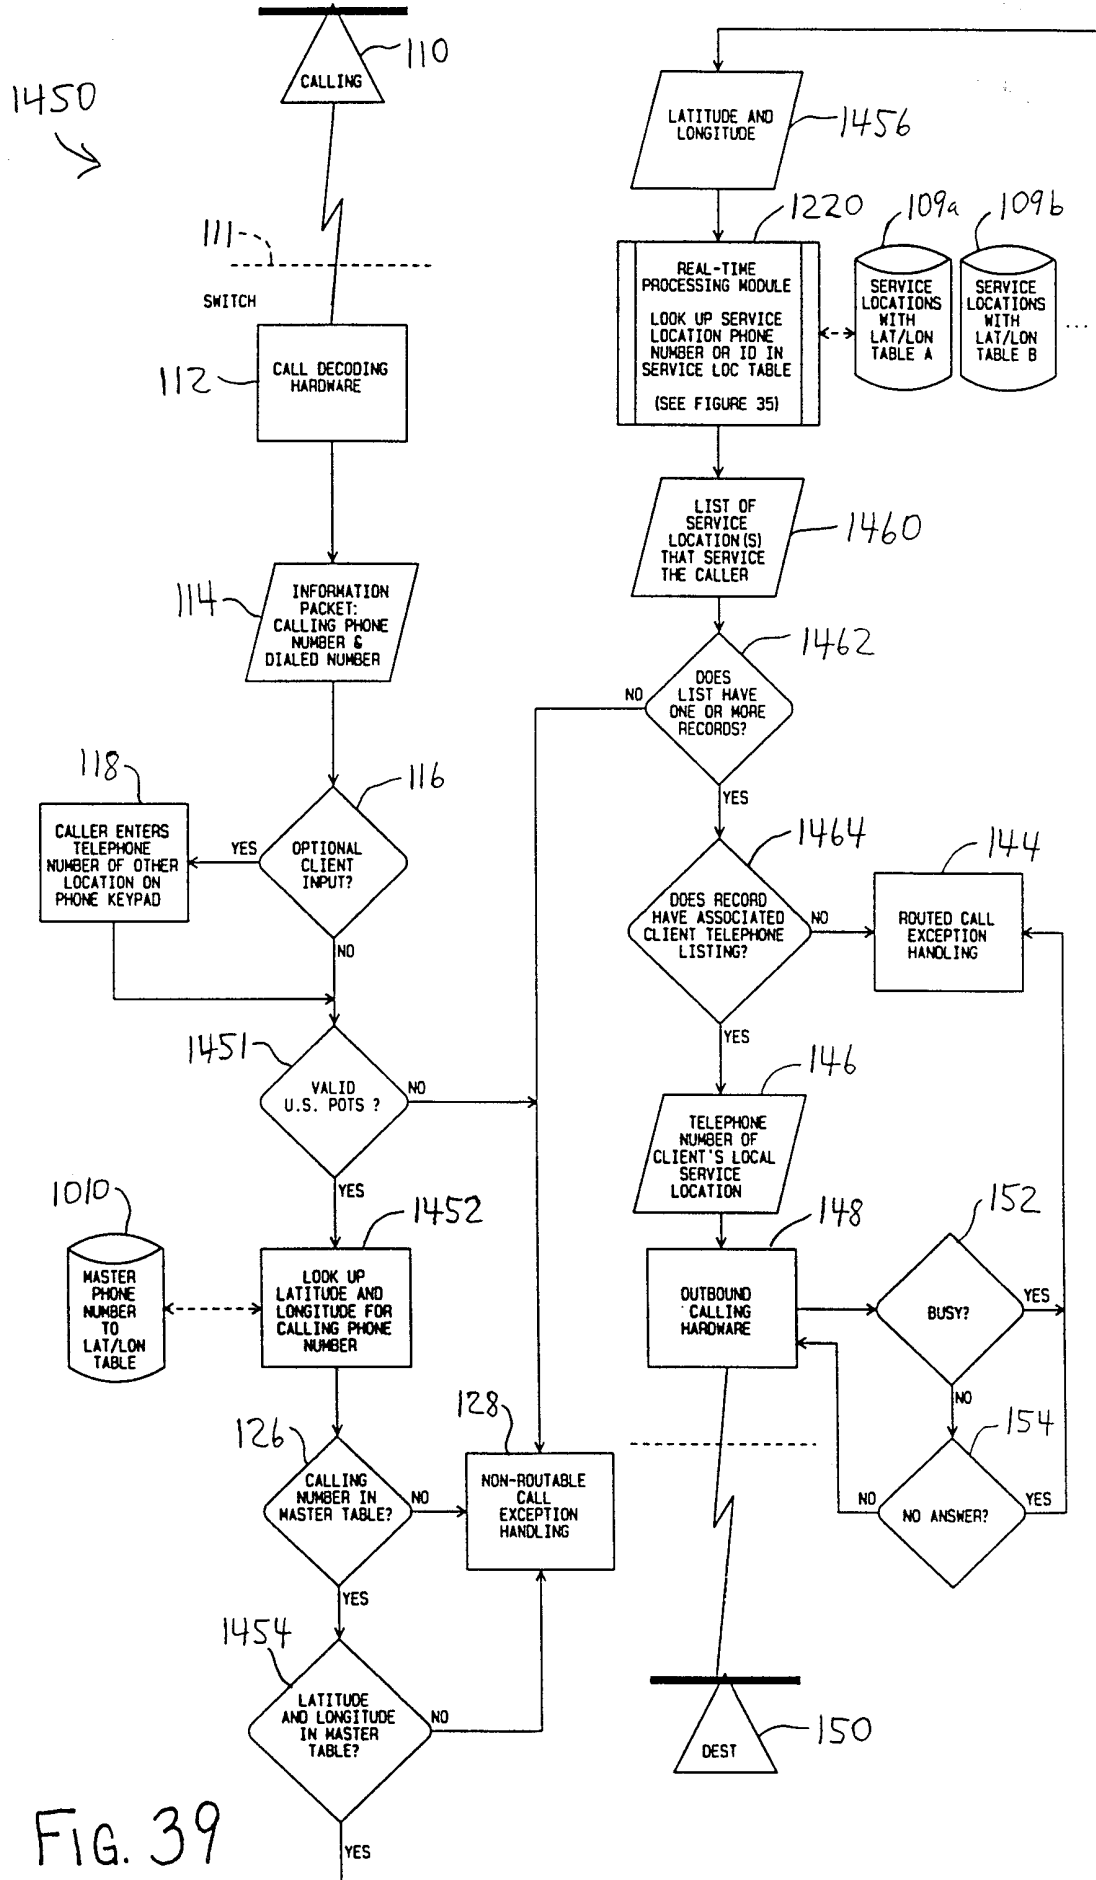 110
CALLING
1450
111
SWITCH
112
CALL DECODING
HARDWARE
114
INFORMATION
PACKET:
CALLING PHONE
NUMBER &
DIALED NUMBER
118
116
CALLER ENTERS
TELEPHONE
NUMBER OF OTHER
LOCATION ON
PHONE KEYPAD
YES
OPTIONAL
CLIENT
INPUT?
NO
1451
VALID
U.S. POTS ?
NO
YES
1010
1452
MASTER
PHONE
NUMBER
TO
LAT/LON
TABLE
LOOK UP
LATITUDE AND
LONGITUDE FOR
CALLING PHONE
NUMBER
126
128
CALLING
NUMBER IN
MASTER TABLE?
NO
NON-ROUTABLE
CALL
EXCEPTION
HANDLING
YES
1454
LATITUDE
AND LONGITUDE
IN MASTER
TABLE?
NO
YES
LATITUDE AND
LONGITUDE
1456
1220
109a
109b
REAL-TIME
PROCESSING MODULE
LOOK UP SERVICE
LOCATION PHONE
NUMBER OR ID IN
SERVICE LOC TABLE
(SEE FIGURE 35)
SERVICE
LOCATIONS
WITH
LAT/LON
TABLE A
SERVICE
LOCATIONS
WITH
LAT/LON
TABLE B
...
LIST OF
SERVICE
LOCATION(S)
THAT SERVICE
THE CALLER
1460
1462
NO
DOES
LIST HAVE
ONE OR MORE
RECORDS?
YES
1464
144
DOES RECORD
HAVE ASSOCIATED
CLIENT TELEPHONE
LISTING?
NO
ROUTED CALL
EXCEPTION
HANDLING
YES
146
TELEPHONE
NUMBER OF
CLIENT'S LOCAL
SERVICE
LOCATION
148
152
OUTBOUND
CALLING
HARDWARE
BUSY?
YES
NO
154
NO
NO ANSWER?
YES
DEST
150
FIG. 39